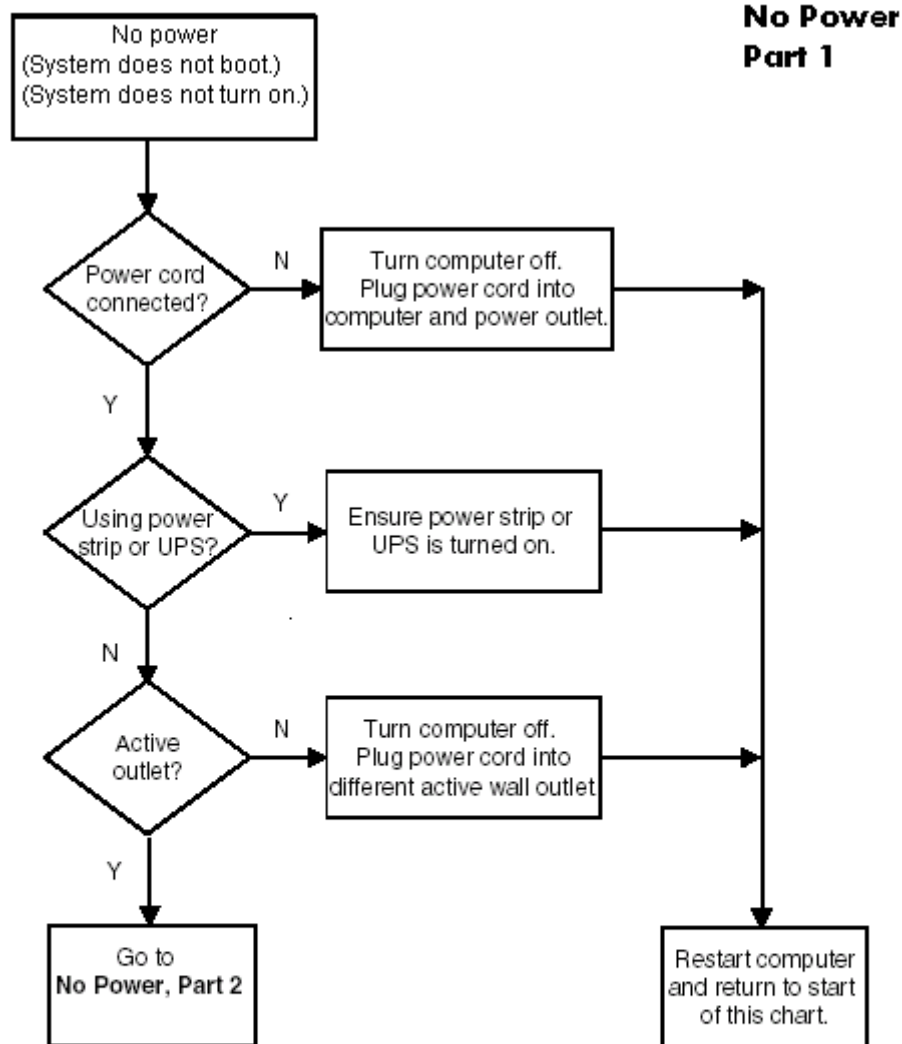 No Power
Part 1
No power
(System does not boot.)
(System does not turn on.)
Power cord
connected?
N
Turn computer off.
Plug power cord into
computer and power outlet.
Y
Using power
strip or UPS?
Y
Ensure power strip or
UPS is turned on.
N
Active
outlet?
N
Turn computer off.
Plug power cord into
different active wall outlet
Y
Go to
No Power, Part 2
Restart computer
and return to start
of this chart.